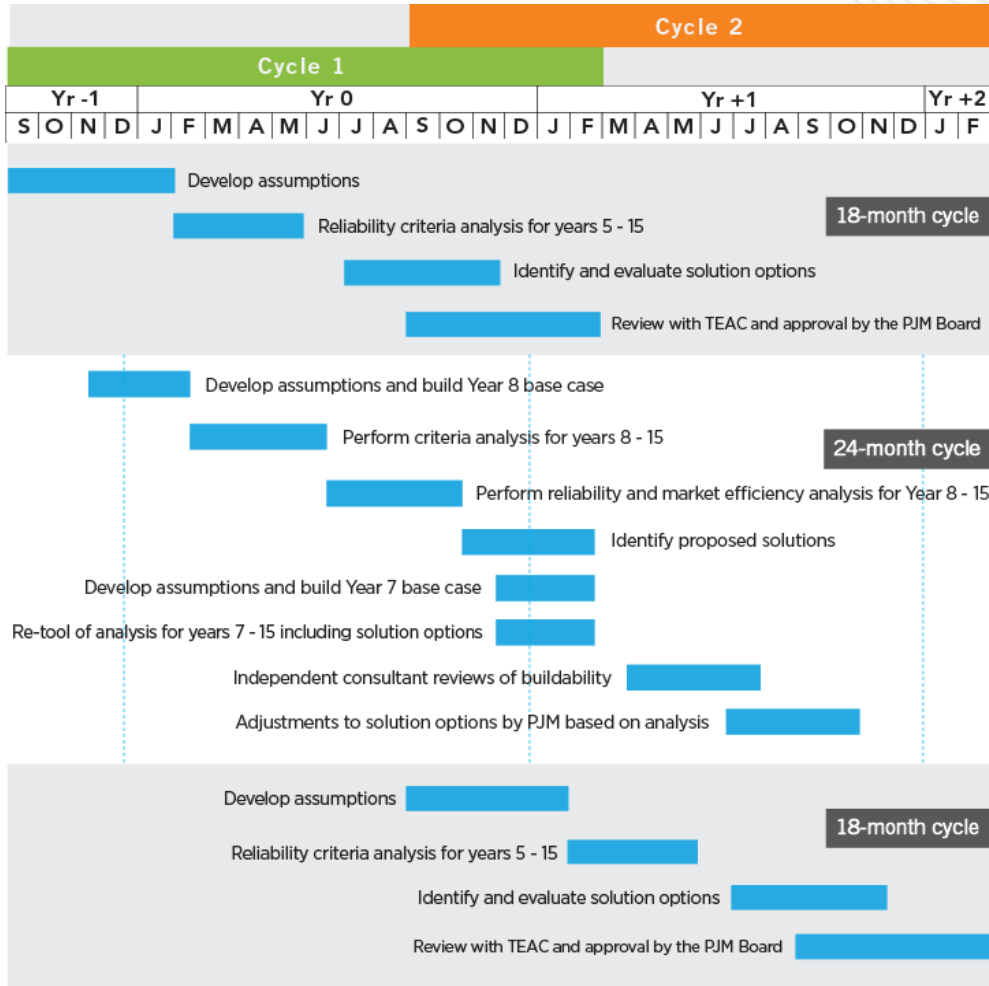 Cycle 2
Cycle 1
Yr -1 Yr 0 Yr +1 Yr +2
S O N D J F M A M J J A S O N D J F M A M J J A S O N D J F
Develop assumptions
18-month cycle
Reliability criteria analysis for years 5 - 15
Identify and evaluate solution options
Review with TEAC and approval by the PJM Board
Develop assumptions and build Year 8 base case
Perform criteria analysis for years 8 - 15
24-month cycle
Perform reliability and market efficiency analysis for Year 8 - 15
Identify proposed solutions
Develop assumptions and build Year 7 base case
Re-tool of analysis for years 7 - 15 including solution options
Independent consultant reviews of buildability
Adjustments to solution options by PJM based on analysis
Develop assumptions
18-month cycle
Reliability criteria analysis for years 5 - 15
Identify and evaluate solution options
Review with TEAC and approval by the PJM Board